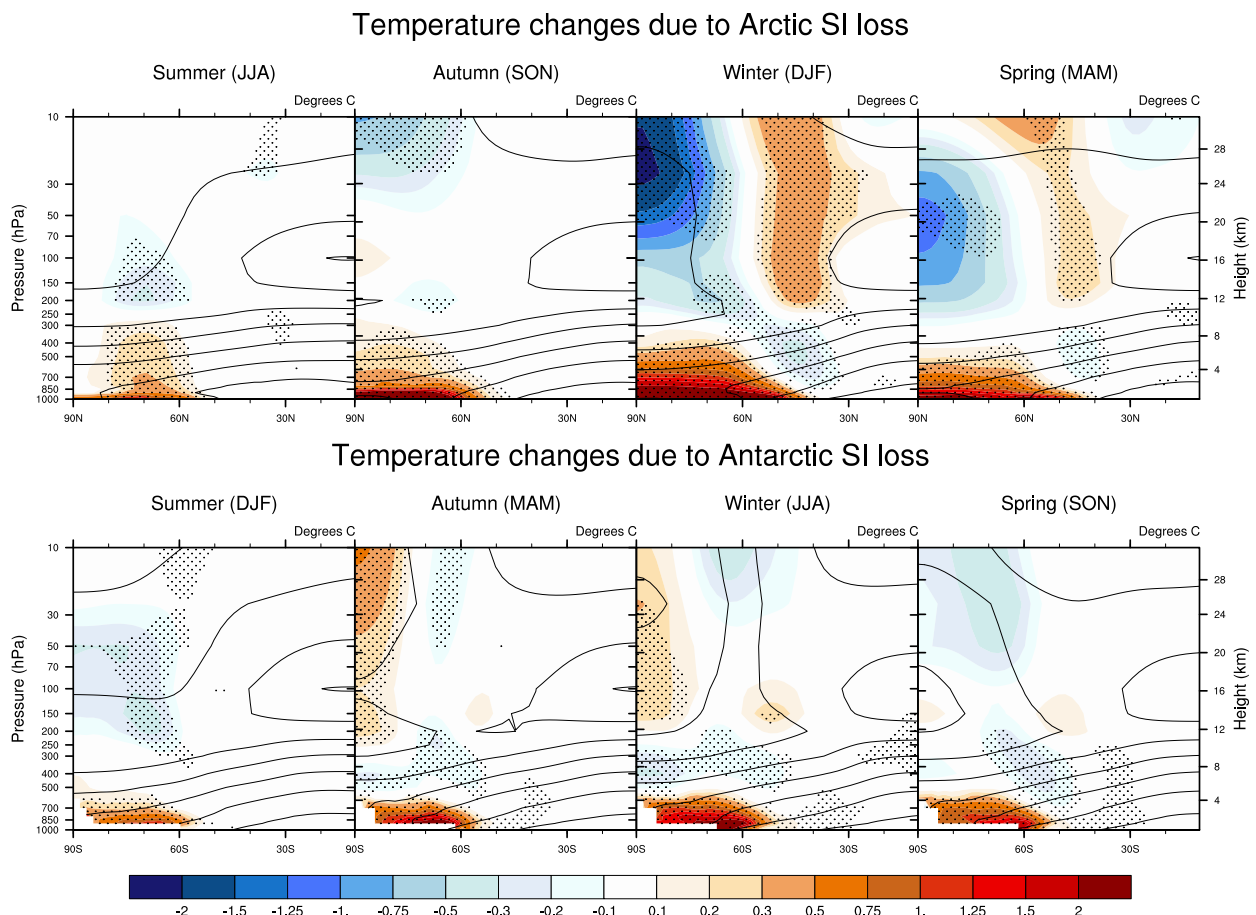 Temperature changes due to Arctic SI loss
Summer (JJA) Autumn (SON) Winter (DJF) Spring (MAM)
Degrees C Degrees C Degrees C Degrees C
10
28
30 24
50 20
70
100 16
150
200 12
250
300 8
400
500
700 4
850
1000
Pressure (hPa)
Height (km)
90N 60N 30N 90N 60N 30N 90N 60N 30N 90N 60N 30N
Temperature changes due to Antarctic SI loss
Summer (DJF) Autumn (MAM) Winter (JJA) Spring (SON)
Degrees C Degrees C Degrees C Degrees C
10
28
30 24
50 20
70
100 16
150
200 12
250
300 8
400
500
700 4
850
1000
Pressure (hPa)
Height (km)
90S 60S 30S 90S 60S 30S 90S 60S 30S 90S 60S 30S
-2 -1.5 -1.25 -1. -0.75 -0.5 -0.3 -0.2 -0.1 0.1 0.2 0.3 0.5 0.75 1. 1.25 1.5 2